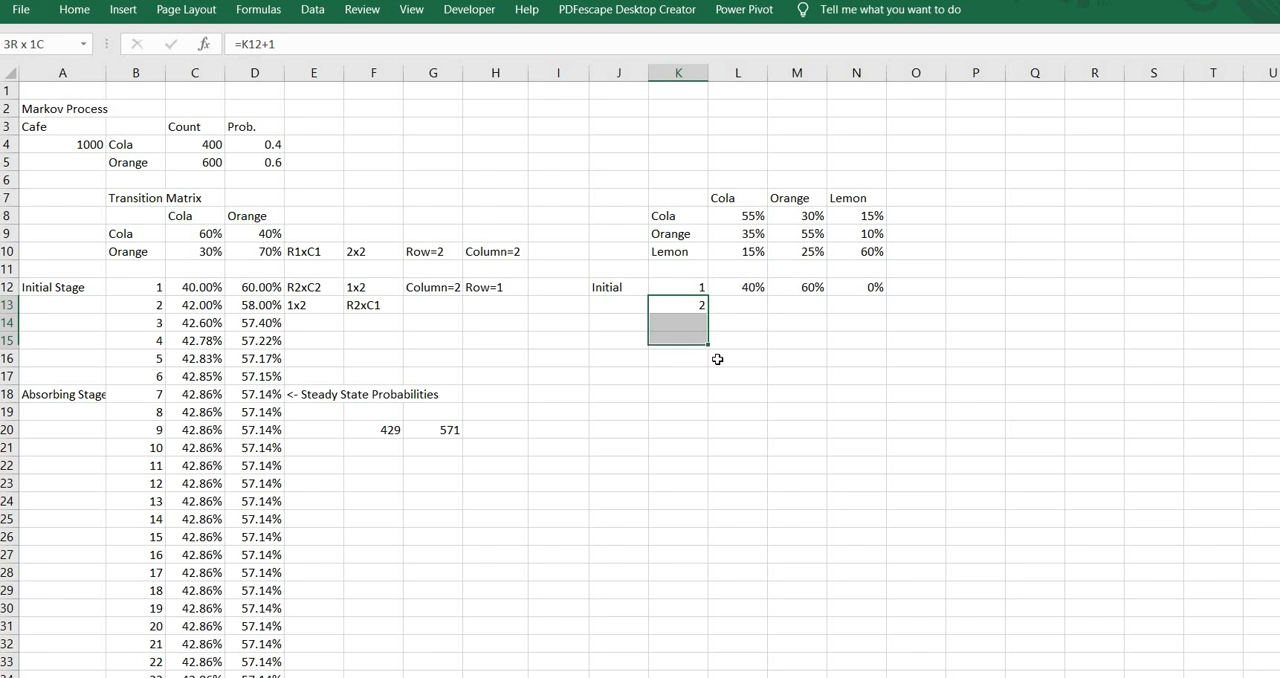 File Home Insert Page Layout Formulas Data Review View Developer Help PDFescape Desktop Creator Power Pivot Tell me what you want to do
3R x 1C fx =K12+1
A B C D E F G H I J K L M N O P Q R S T U
1
2 Markov Process
3 Cafe Count Prob.
4 1000 Cola 400 0.4
5 Orange 600 0.6
6
7 Transition Matrix Cola Orange Lemon
8 Cola Orange Cola 55% 30% 15%
9 Cola 60% 40% Orange 35% 55% 10%
10 Orange 30% 70% R1xC1 2x2 Row=2 Column=2 Lemon 15% 25% 60%
11
12 Initial Stage 1 40.00% 60.00% R2xC2 1x2 Column=2 Row=1 Initial 1 40% 60% 0%
13 2 42.00% 58.00% 1x2 R2xC1 2
14 3 42.60% 57.40%
15 4 42.78% 57.22%
16 5 42.83% 57.17%
17 6 42.85% 57.15%
18 Absorbing Stage 7 42.86% 57.14% <- Steady State Probabilities
19 8 42.86% 57.14%
20 9 42.86% 57.14% 429 571
21 10 42.86% 57.14%
22 11 42.86% 57.14%
23 12 42.86% 57.14%
24 13 42.86% 57.14%
25 14 42.86% 57.14%
26 15 42.86% 57.14%
27 16 42.86% 57.14%
28 17 42.86% 57.14%
29 18 42.86% 57.14%
30 19 42.86% 57.14%
31 20 42.86% 57.14%
32 21 42.86% 57.14%
33 22 42.86% 57.14%